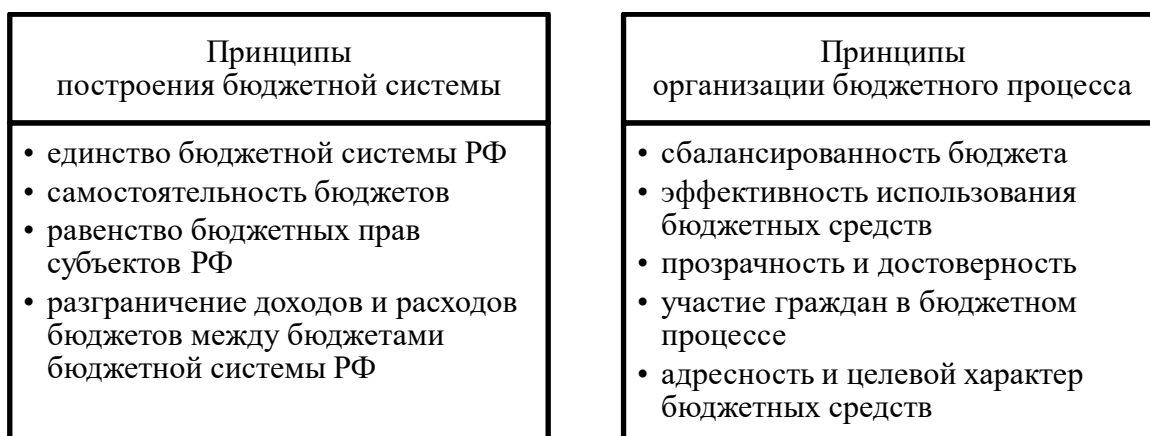 Принципы
построения бюджетной системы
• единство бюджетной системы РФ
• самостоятельность бюджетов
• равенство бюджетных прав
субъектов РФ
• разграничение доходов и расходов
бюджетов между бюджетами
бюджетной системы РФ
Принципы
организации бюджетного процесса
• сбалансированность бюджета
• эффективность использования
бюджетных средств
• прозрачность и достоверность
• участие граждан в бюджетном
процессе
• адресность и целевой характер
бюджетных средств